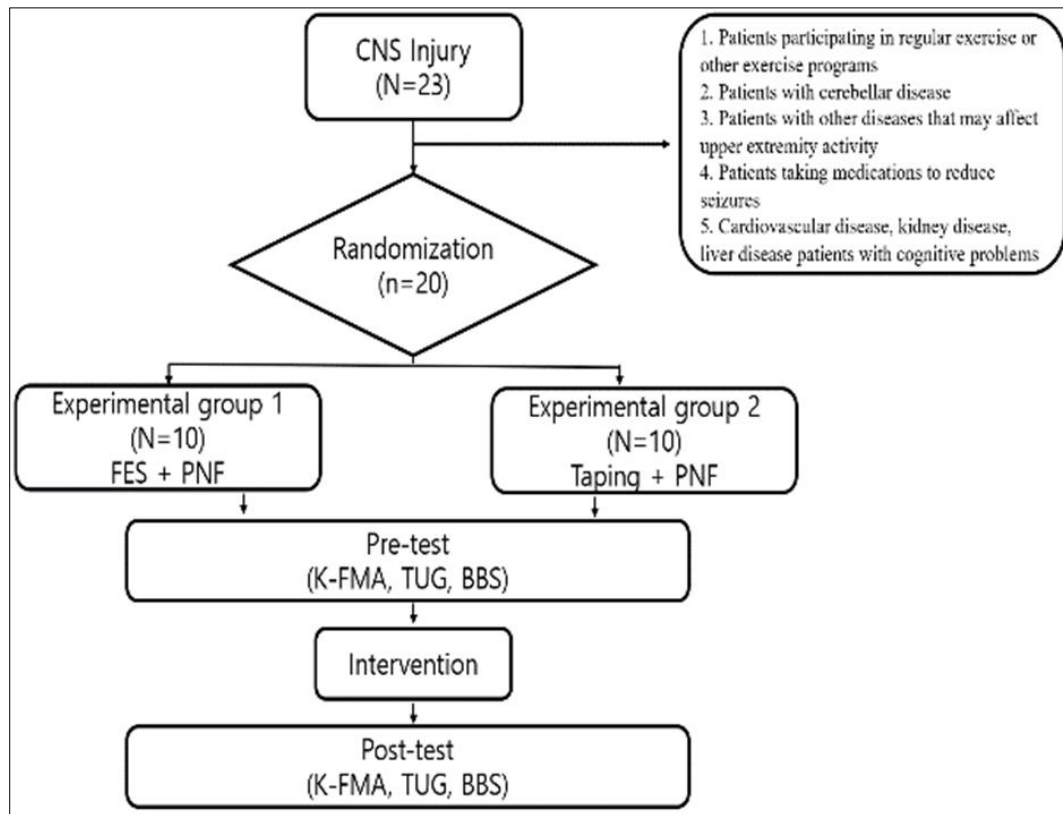 CNS Injury
(N=23)
1. Patients participating in regular exercise or
other exercise programs
2. Patients with cerebellar disease
3. Patients with other diseases that may affect
upper extremity activity
4. Patients taking medications to reduce
seizures
5. Cardiovascular disease, kidney disease,
liver disease patients with cognitive problems
Randomization
(n=20)
Experimental group 1
(N=10)
FES + PNF
Experimental group 2
(N=10)
Taping + PNF
Pre-test
(K-FMA, TUG, BBS)
Intervention
Post-test
(K-FMA, TUG, BBS)